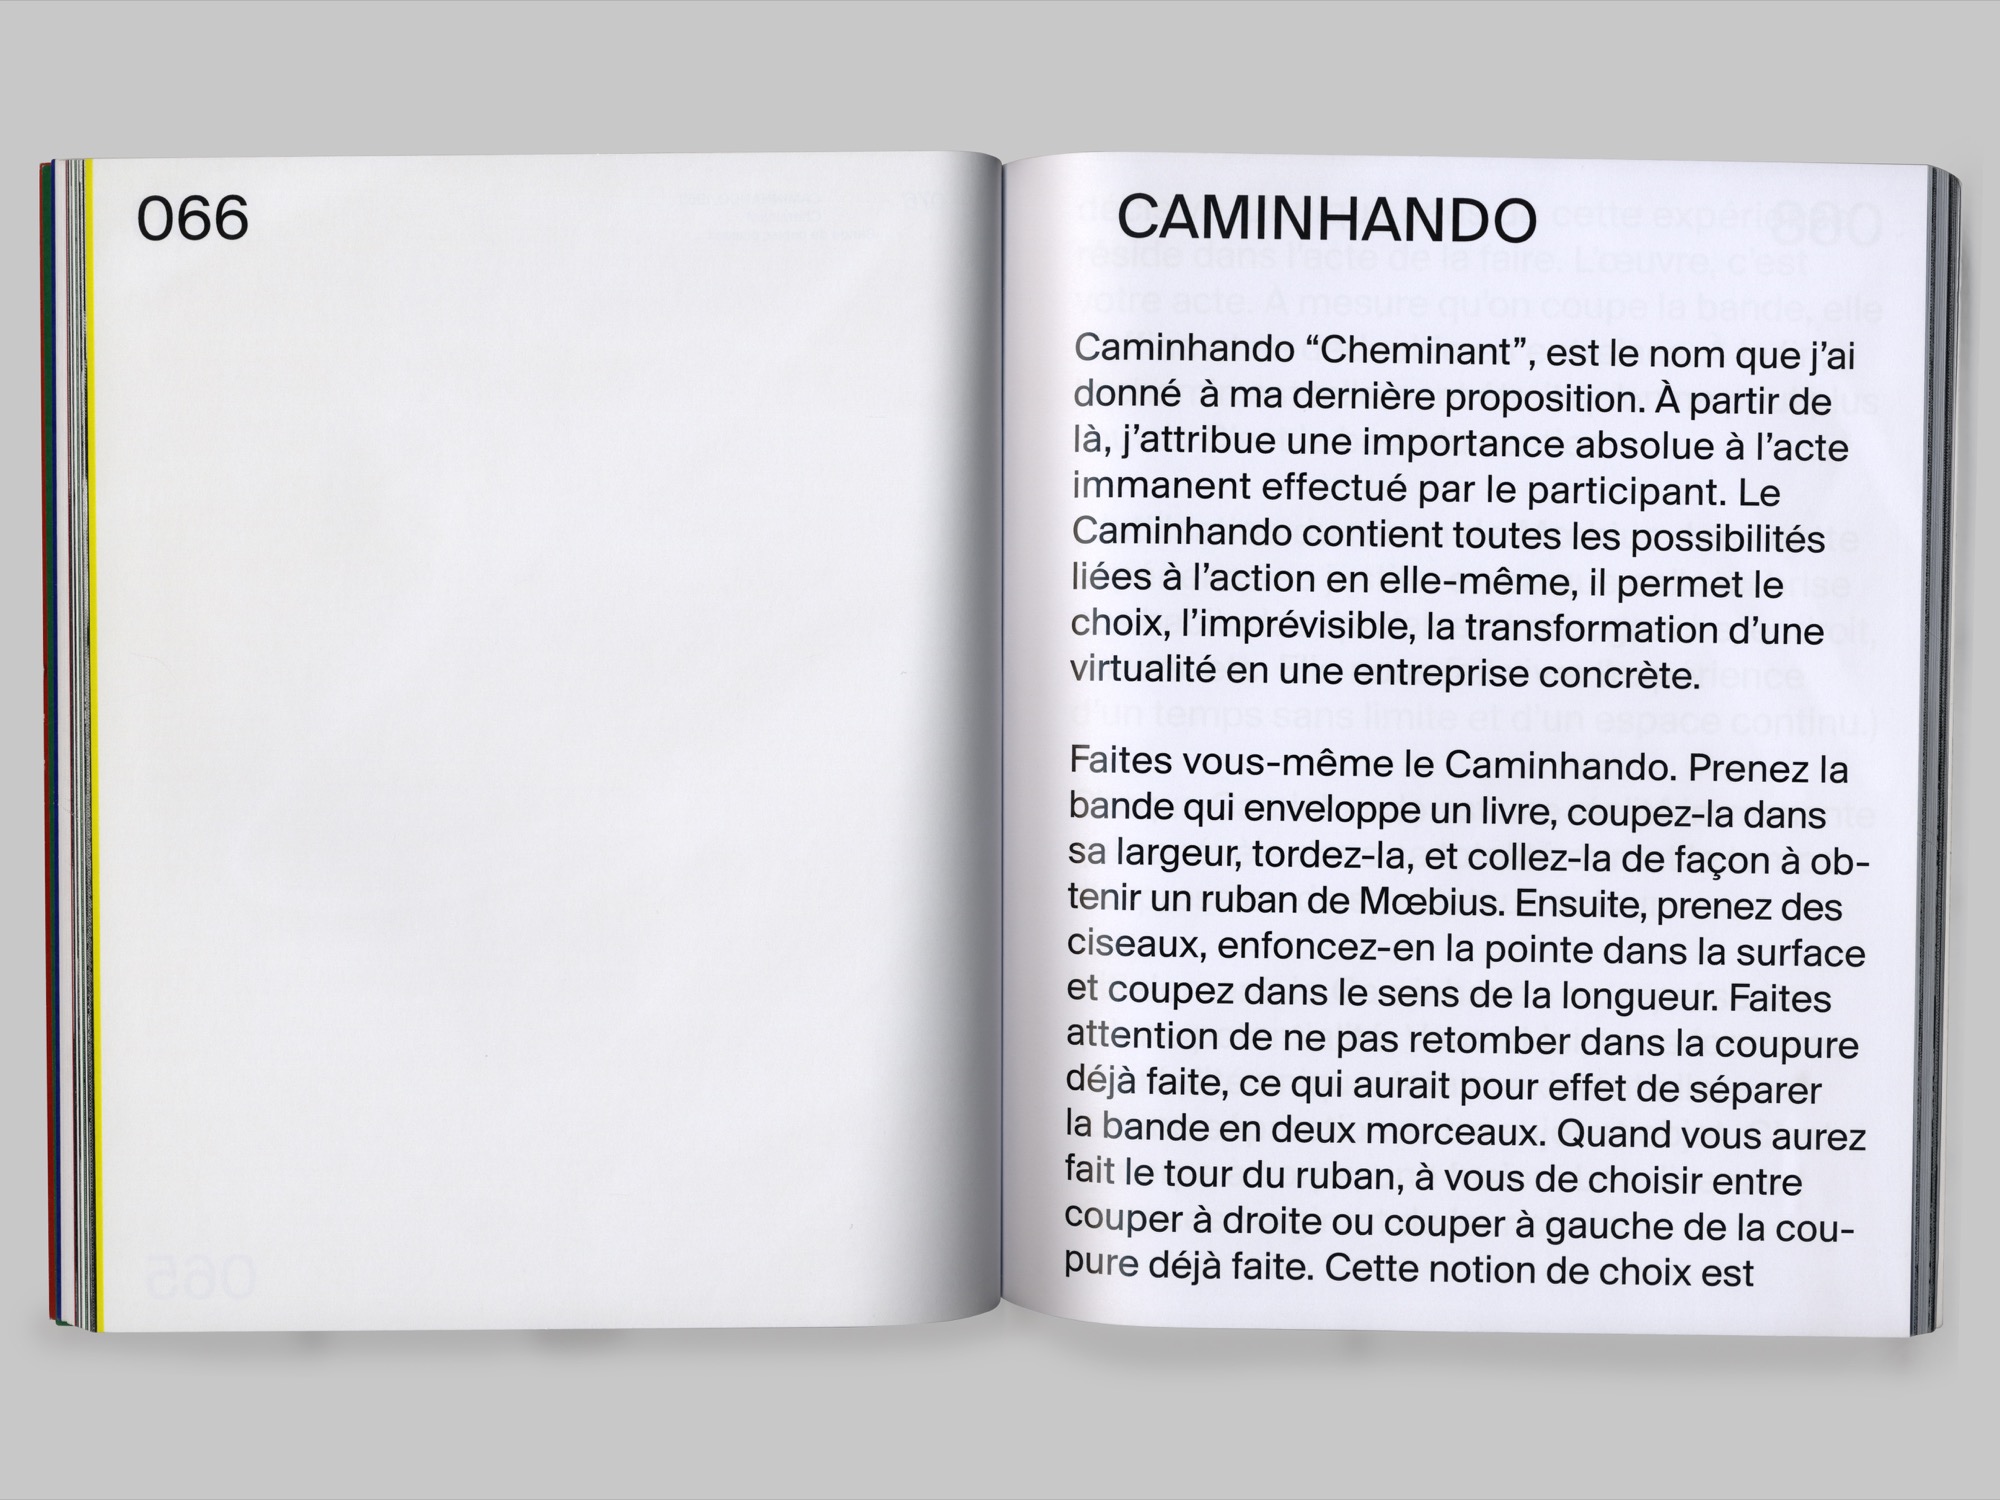 066
CAMINHANDO
Caminhando “Cheminant”, est le nom que j’ai
donné à ma dernière proposition. À partir de
là, j’attribue une importance absolue à l’acte
immanent effectué par le participant. Le
Caminhando contient toutes les possibilités
liées à l’action en elle-même, il permet le
choix, l’imprévisible, la transformation d’une
virtualité en une entreprise concrète.
Faites vous-même le Caminhando. Prenez la
bande qui enveloppe un livre, coupez-la dans
sa largeur, tordez-la, et collez-la de façon à ob-
tenir un ruban de Mœbius. Ensuite, prenez des
ciseaux, enfoncez-en la pointe dans la surface
et coupez dans le sens de la longueur. Faites
attention de ne pas retomber dans la coupure
déjà faite, ce qui aurait pour effet de séparer
la bande en deux morceaux. Quand vous aurez
fait le tour du ruban, à vous de choisir entre
couper à droite ou couper à gauche de la cou-
pure déjà faite. Cette notion de choix est